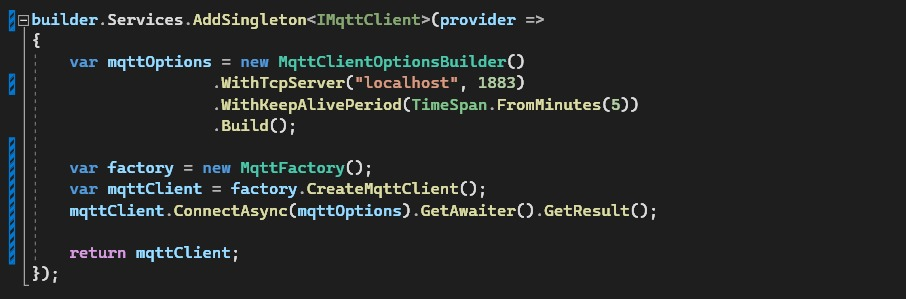 builder.Services.AddSingleton<IMqttClient>(provider =>
{
    var mqttOptions = new MqttClientOptionsBuilder()
                    .WithTcpServer("localhost", 1883)
                    .WithKeepAlivePeriod(TimeSpan.FromMinutes(5))
                    .Build();

    var factory = new MqttFactory();
    var mqttClient = factory.CreateMqttClient();
    mqttClient.ConnectAsync(mqttOptions).GetAwaiter().GetResult();

    return mqttClient;
});